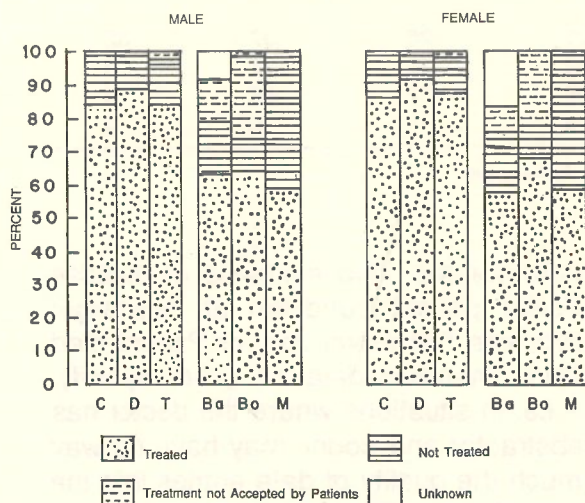 MALE FEMALE
100
90
80
70
60
50
40
30
20
10
0
PERCENT
C D T Ba Bo M C D T Ba Bo M
Treated Not Treated
Treatment not Accepted by Patients Unknown